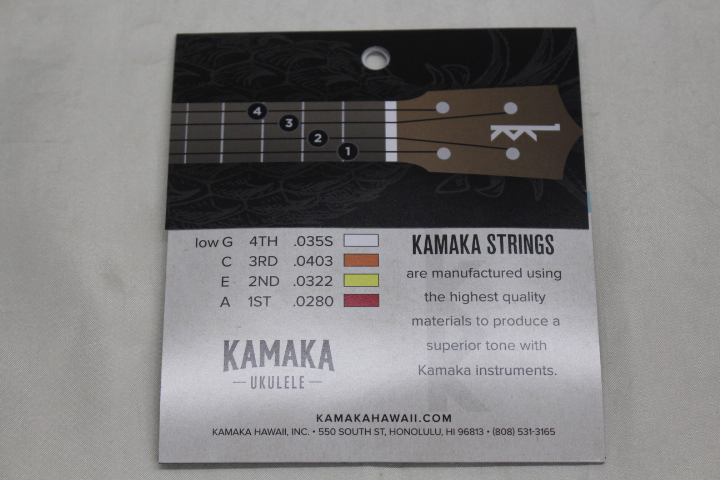 4
3
2
1
low G 4TH .035S
C 3RD .0403
E 2ND .0322
A 1ST .0280
KAMAKA STRINGS
are manufactured using
the highest quality
materials to produce a
superior tone with
Kamaka instruments.
KAMAKA
UKULELE
KAMAKAHAWAII.COM
KAMAKA HAWAII, INC. • 550 SOUTH ST, HONOLULU, HI 96813 • (808) 531-3165